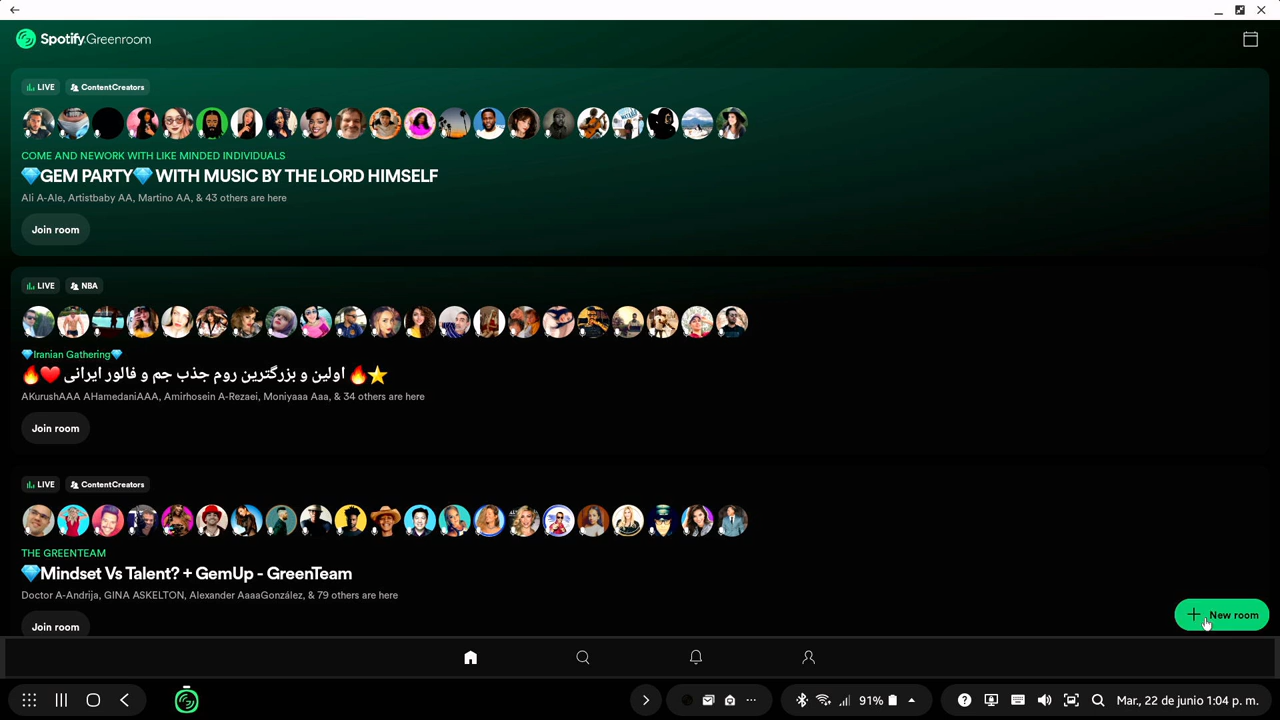 Spotify Greenroom
LIVE ContentCreators
COME AND NEWORK WITH LIKE MINDED INDIVIDUALS
💎GEM PARTY💎 WITH MUSIC BY THE LORD HIMSELF
Ali A-Ale, Artistbaby AA, Martino AA, & 43 others are here
Join room
LIVE NBA
💎Iranian Gathering💎
🔥❤️ اولین و بزرگترین روم جذب جم و فالور ایرانی 🔥⭐
AKurushAAA AHamedaniAAA, Amirhosein A-Rezaei, Moniyaaa Aaa, & 34 others are here
Join room
LIVE ContentCreators
THE GREENTEAM
💎Mindset Vs Talent? + GemUp - GreenTeam
Doctor A-Andrija, GINA ASKELTON, Alexander AaaaGonzález, & 79 others are here
Join room
New room
91%
Mar., 22 de junio 1:04 p. m.